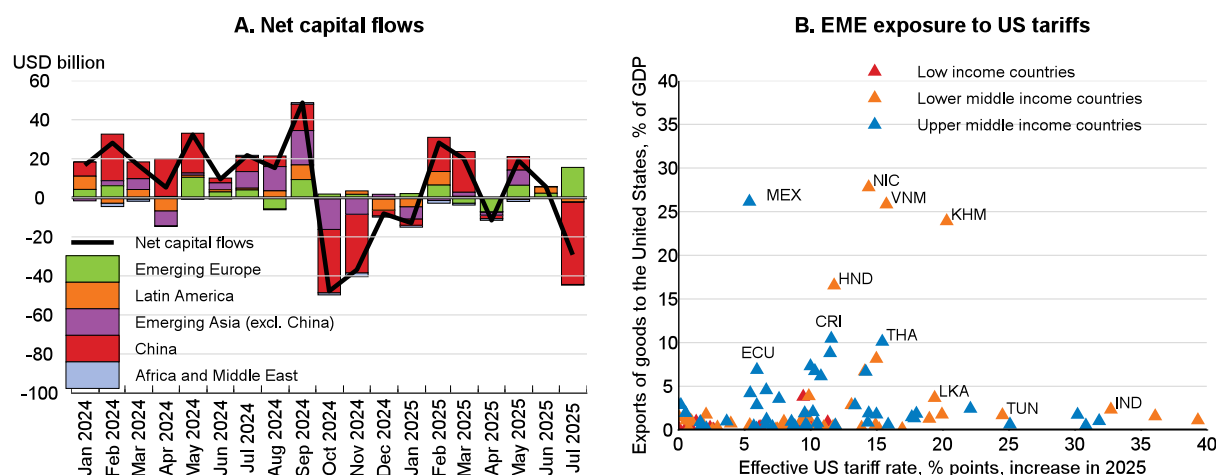 A. Net capital flows
USD billion
60
40
20
0
-20
-40
-60
-80
-100
Net capital flows
Emerging Europe
Latin America
Emerging Asia (excl. China)
China
Africa and Middle East
Jan 2024
Feb 2024
Mar 2024
Apr 2024
May 2024
Jun 2024
Jul 2024
Aug 2024
Sep 2024
Oct 2024
Nov 2024
Dec 2024
Jan 2025
Feb 2025
Mar 2025
Apr 2025
May 2025
Jun 2025
Jul 2025
B. EME exposure to US tariffs
Exports of goods to the United States, % of GDP
40
35
30
25
20
15
10
5
0
Low income countries
Lower middle income countries
Upper middle income countries
MEX
NIC
VNM
KHM
HND
CRI
THA
ECU
LKA
TUN
IND
0
5
10
15
20
25
30
35
40
Effective US tariff rate, % points, increase in 2025